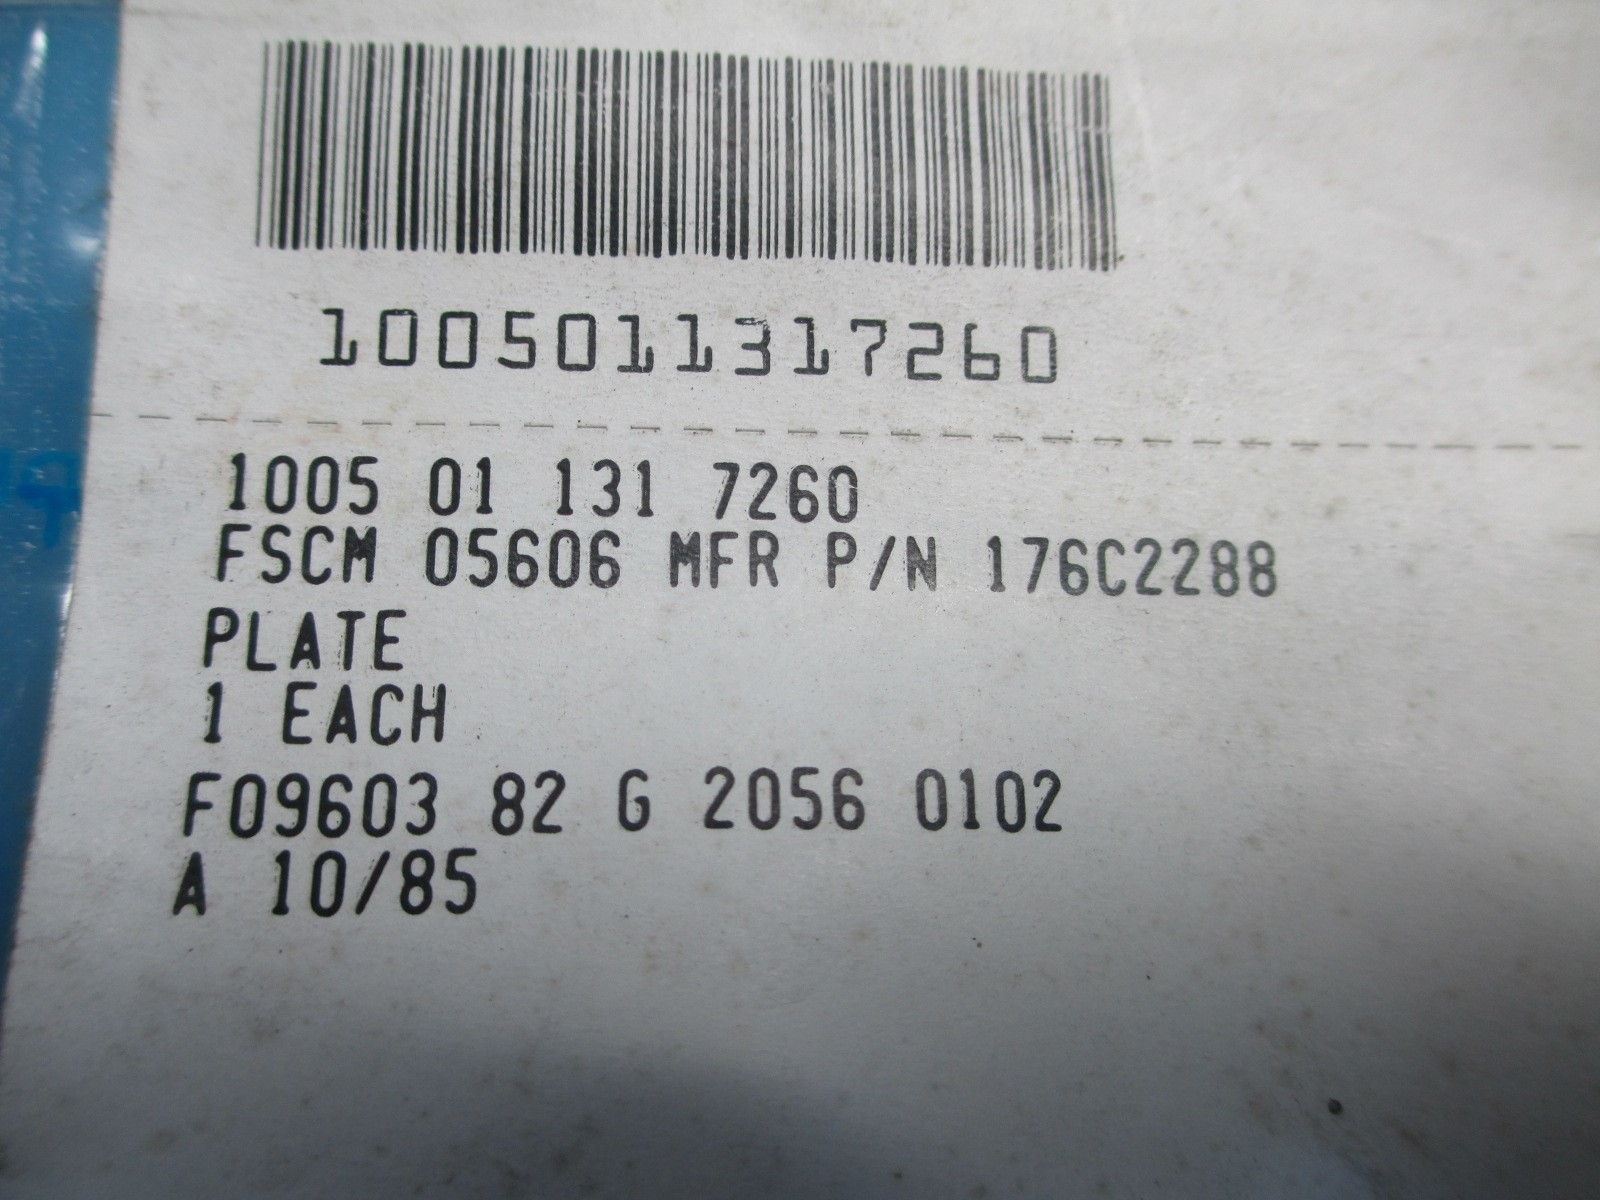 1005011317260
1005 01 131 7260
FSCM 05606 MFR P/N 176C2288
PLATE
1 EACH
F09603 82 G 2056 0102
A 10/85